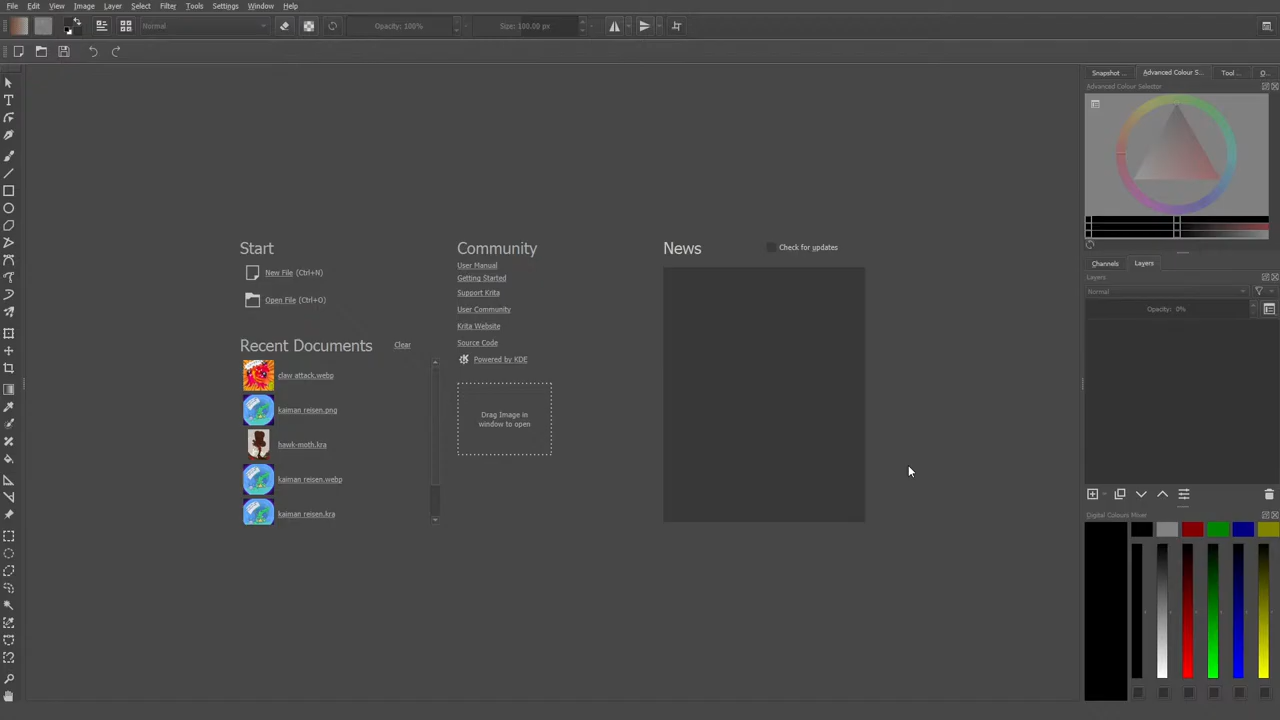 File Edit View Image Layer Select Filter Tools Settings Window Help
Normal Opacity: 100% Size: 100.00 px
Snapshot ... Advanced Colour S... Tool ... O...
Advanced Colour Selector
Start
New File (Ctrl+N)
Open File (Ctrl+O)
Recent Documents Clear
claw attack.webp
kaiman reisen.png
hawk-moth.kra
kaiman reisen.webp
kaiman reisen.kra
Community
User Manual
Getting Started
Support Krita
User Community
Krita Website
Source Code
Powered by KDE
Drag Image in
window to open
News Check for updates
Channels Layers
Layers
Normal
Opacity: 0%
Digital Colours Mixer